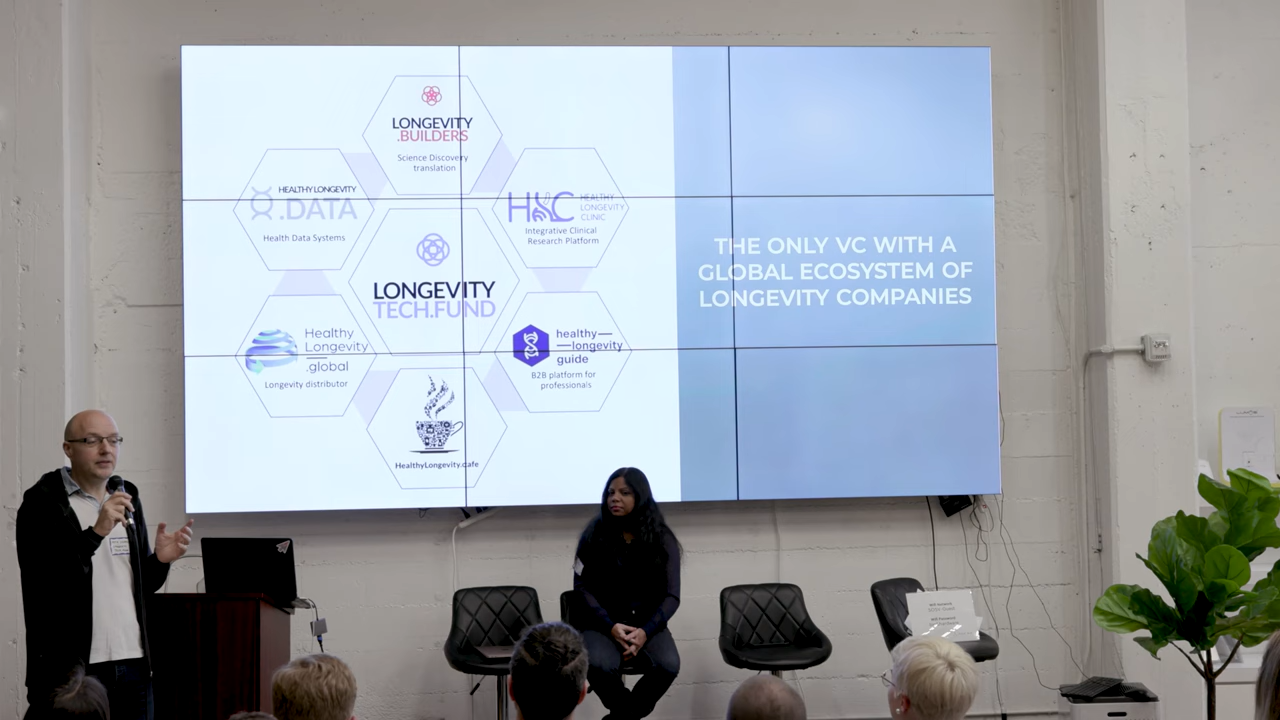 LONGEVITY
.BUILDERS
Science Discovery
translation
HEALTHY LONGEVITY
.DATA
Health Data Systems
HEALTHY
LONGEVITY
CLINIC
Integrative Clinical
Research Platform
LONGEVITY
TECH.FUND
Healthy
Longevity
.global
Longevity distributor
healthy—
—longevity
guide
B2B platform for
professionals
HealthyLongevity.cafe
THE ONLY VC WITH A
GLOBAL ECOSYSTEM OF
LONGEVITY COMPANIES